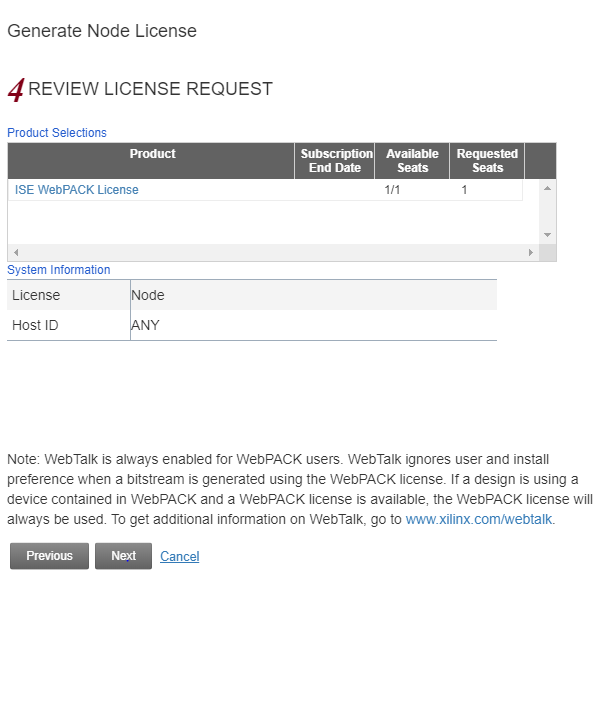 Generate Node License
4 REVIEW LICENSE REQUEST
Product Selections
Product Subscription End Date Available Seats Requested Seats
ISE WebPACK License 1/1 1
System Information
License Node
Host ID ANY
Note: WebTalk is always enabled for WebPACK users. WebTalk ignores user and install
preference when a bitstream is generated using the WebPACK license. If a design is using a
device contained in WebPACK and a WebPACK license is available, the WebPACK license will
always be used. To get additional information on WebTalk, go to www.xilinx.com/webtalk.
Previous Next Cancel